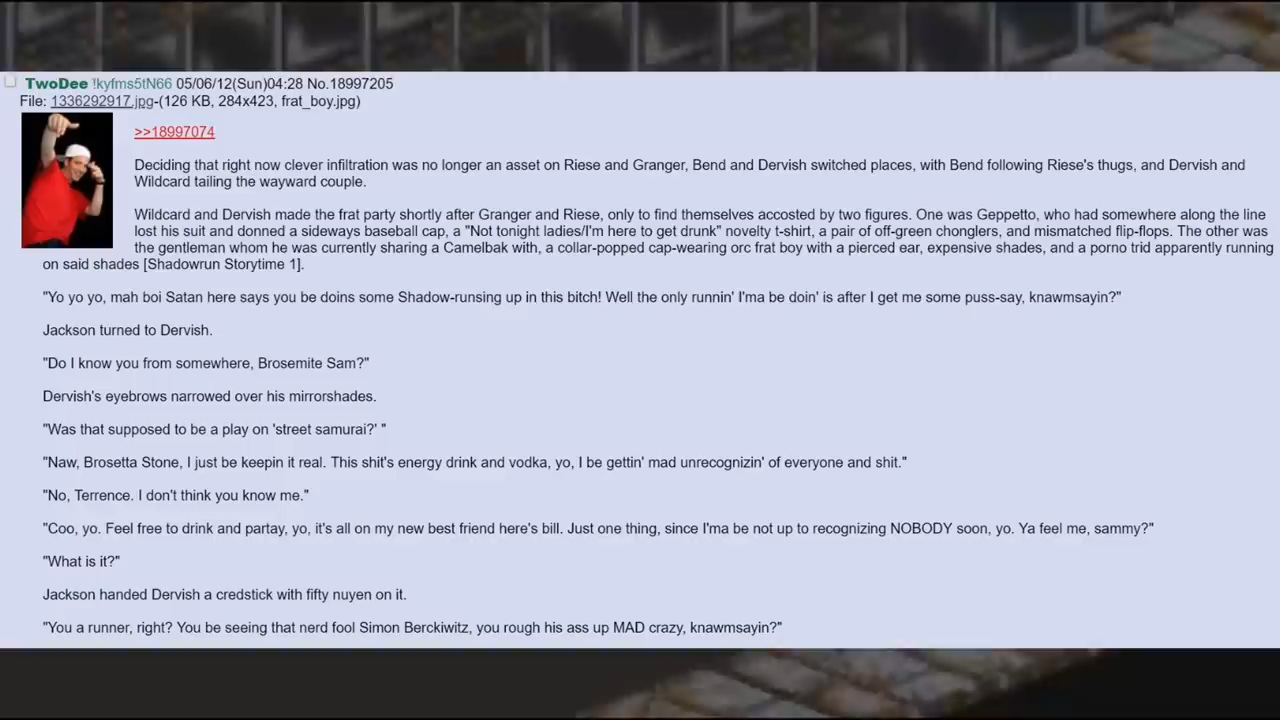 TwoDee !kyfms5tN66 05/06/12(Sun)04:28 No.18997205
File: 1336292917.jpg-(126 KB, 284x423, frat_boy.jpg)
>>18997074
Deciding that right now clever infiltration was no longer an asset on Riese and Granger, Bend and Dervish switched places, with Bend following Riese's thugs, and Dervish and
Wildcard tailing the wayward couple.
Wildcard and Dervish made the frat party shortly after Granger and Riese, only to find themselves accosted by two figures. One was Geppetto, who had somewhere along the line
lost his suit and donned a sideways baseball cap, a "Not tonight ladies/I'm here to get drunk" novelty t-shirt, a pair of off-green chonglers, and mismatched flip-flops. The other was
the gentleman whom he was currently sharing a Camelbak with, a collar-popped cap-wearing orc frat boy with a pierced ear, expensive shades, and a porno trid apparently running
on said shades [Shadowrun Storytime 1].
"Yo yo yo, mah boi Satan here says you be doins some Shadow-runsing up in this bitch! Well the only runnin' I'ma be doin' is after I get me some puss-say, knawmsayin?"
Jackson turned to Dervish.
"Do I know you from somewhere, Brosemite Sam?"
Dervish's eyebrows narrowed over his mirrorshades.
"Was that supposed to be a play on 'street samurai?' "
"Naw, Brosetta Stone, I just be keepin it real. This shit's energy drink and vodka, yo, I be gettin' mad unrecognizin' of everyone and shit."
"No, Terrence. I don't think you know me."
"Coo, yo. Feel free to drink and partay, yo, it's all on my new best friend here's bill. Just one thing, since I'ma be not up to recognizing NOBODY soon, yo. Ya feel me, sammy?"
"What is it?"
Jackson handed Dervish a credstick with fifty nuyen on it.
"You a runner, right? You be seeing that nerd fool Simon Berckiwitz, you rough his ass up MAD crazy, knawmsayin?"